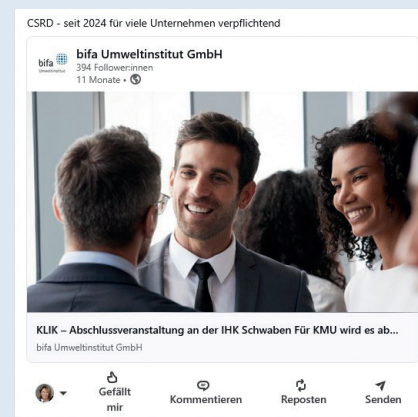 CSRD - seit 2024 für viele Unternehmen verpflichtend
bifa
Umweltinstitut
bifa Umweltinstitut GmbH
394 Follower:innen
11 Monate •
KLIK – Abschlussveranstaltung an der IHK Schwaben Für KMU wird es ab...
bifa Umweltinstitut GmbH
Gefällt
mir
Kommentieren
Reposten
Senden